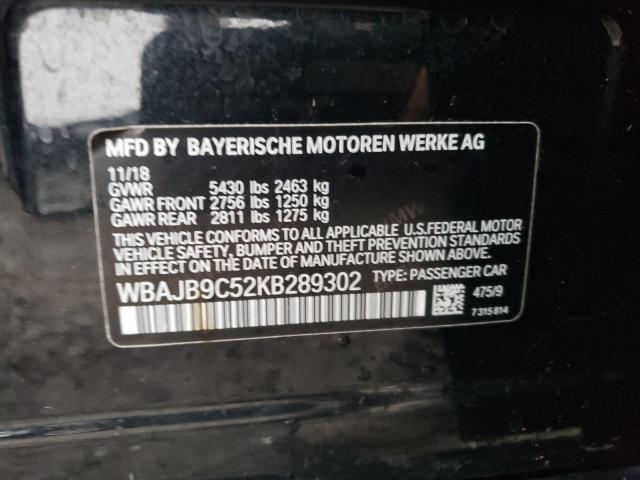 MFD BY BAYERISCHE MOTOREN WERKE AG
11/18
GVWR 5430 lbs 2463 kg
GAWR FRONT 2756 lbs 1250 kg
GAWR REAR 2811 lbs 1275 kg
THIS VEHICLE CONFORMS TO ALL APPLICABLE U.S.FEDERAL MOTOR
VEHICLE SAFETY, BUMPER AND THEFT PREVENTION STANDARDS
IN EFFECT ON THE DATE OF MANUFACTURE SHOWN ABOVE.
WBAJB9C52KB289302 TYPE: PASSENGER CAR
475/9
7315814
BMW